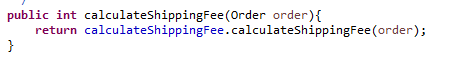 public int calculateShippingFee(Order order){
return calculateShippingFee.calculateShippingFee(order);
}